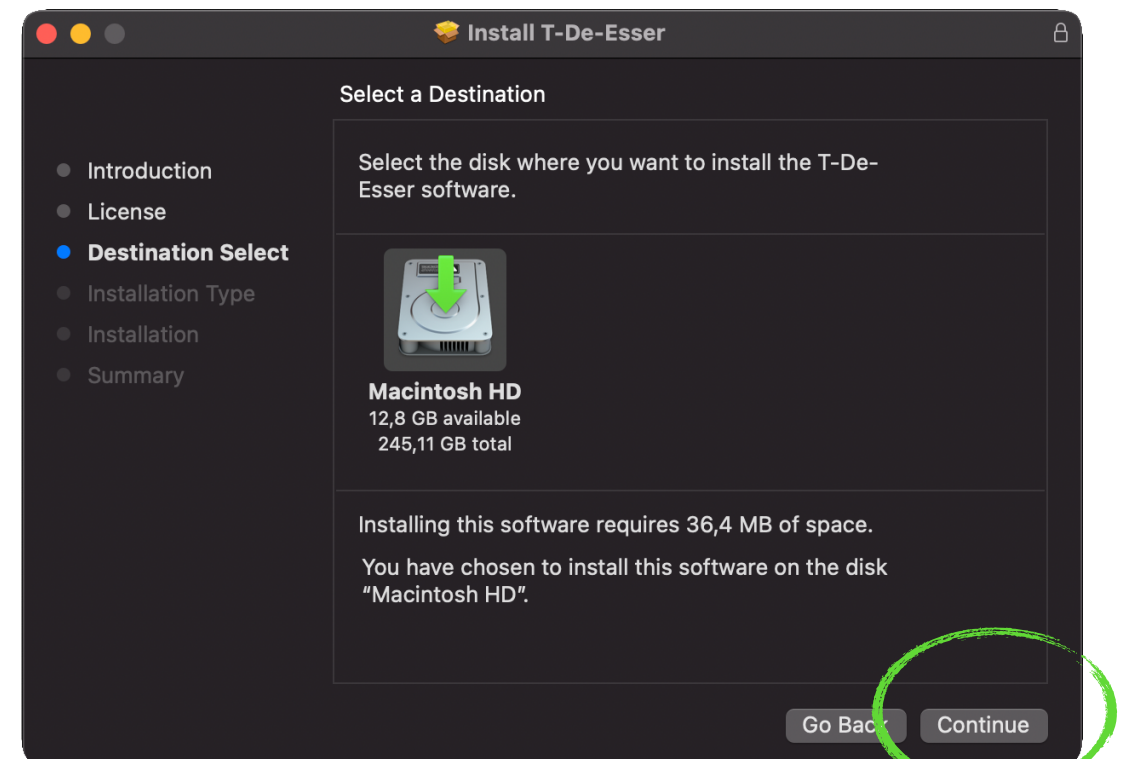 Install T-De-Esser
Select a Destination
Introduction
License
Destination Select
Installation Type
Installation
Summary
Select the disk where you want to install the T-De-
Esser software.
Macintosh HD
12,8 GB available
245,11 GB total
Installing this software requires 36,4 MB of space.
You have chosen to install this software on the disk
“Macintosh HD”.
Go Back
Continue